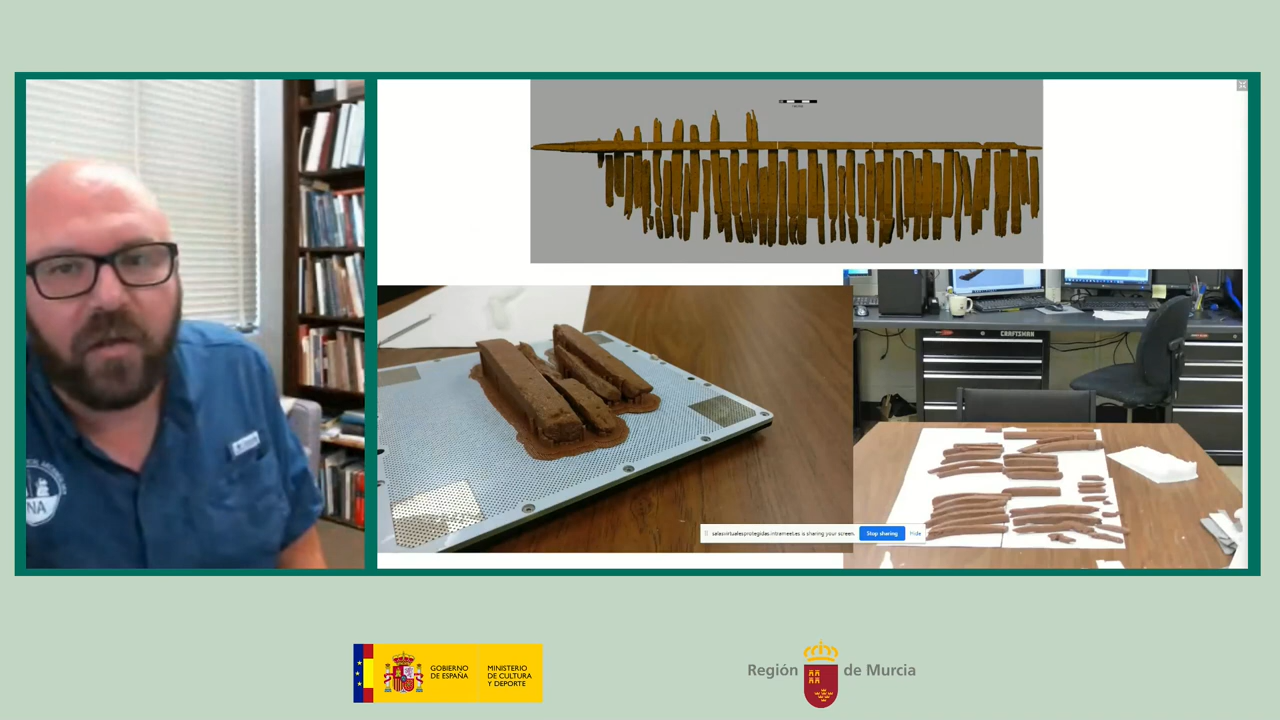 NA
CRAFTSMAN
salasvirtualesprotegidas.intrameet.es is sharing your screen.
Stop sharing
Hide
GOBIERNO
DE ESPAÑA
MINISTERIO
DE CULTURA
Y DEPORTE
Región de Murcia